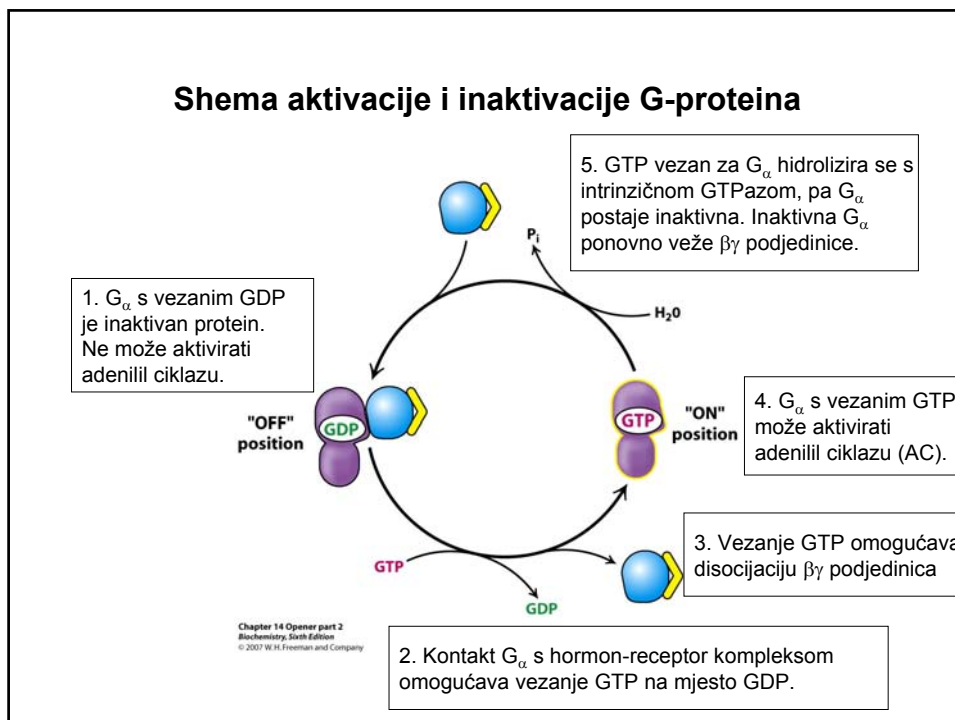 Shema aktivacije i inaktivacije G-proteina
5. GTP vezan za Gα hidrolizira se s
intrinzičnom GTPazom, pa Gα
postaje inaktivna. Inaktivna Gα
ponovno veže βγ podjedinice.
Pi
H20
1. Gα s vezanim GDP
je inaktivan protein.
Ne može aktivirati
adenilil ciklazu.
"OFF"
position
GDP
GTP
"ON"
position
4. Gα s vezanim GTP
može aktivirati
adenilil ciklazu (AC).
3. Vezanje GTP omogućava
disocijaciju βγ podjedinica
GTP
GDP
Chapter 14 Opener part 2
Biochemistry, Sixth Edition
© 2007 W.H. Freeman and Company
2. Kontakt Gα s hormon-receptor kompleksom
omogućava vezanje GTP na mjesto GDP.